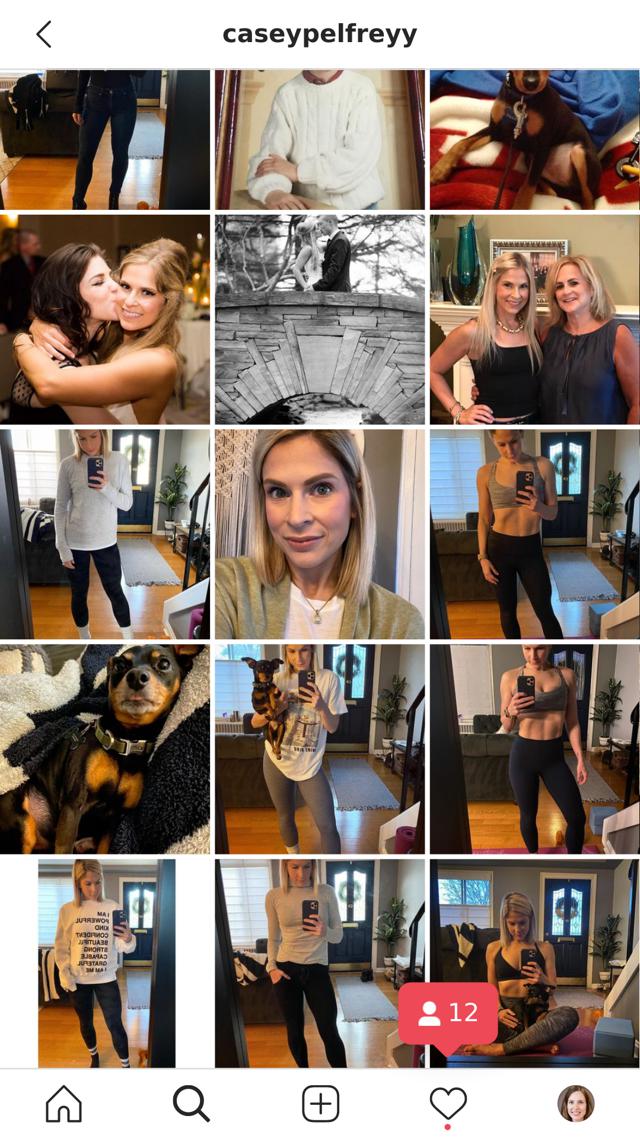 caseypelfreyy
I AM
POWERFUL
KIND
CONFIDENT
BEAUTIFUL
STRONG
CAPABLE
GRATEFUL
I AM ME
12